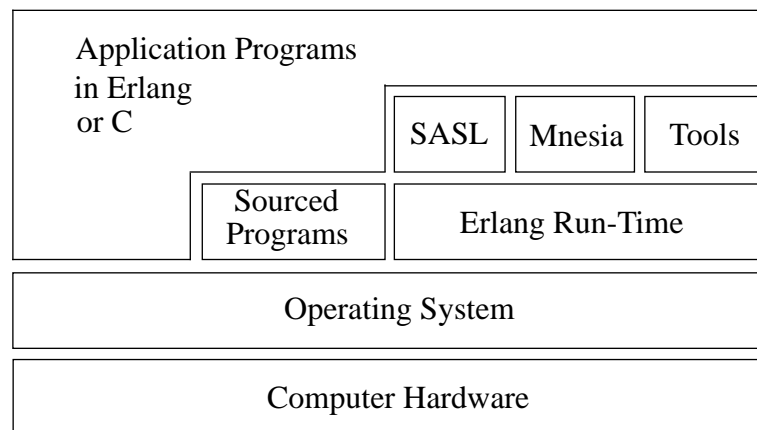 Application Programs
in Erlang
or C
SASL
Mnesia
Tools
Sourced
Programs
Erlang Run-Time
Operating System
Computer Hardware